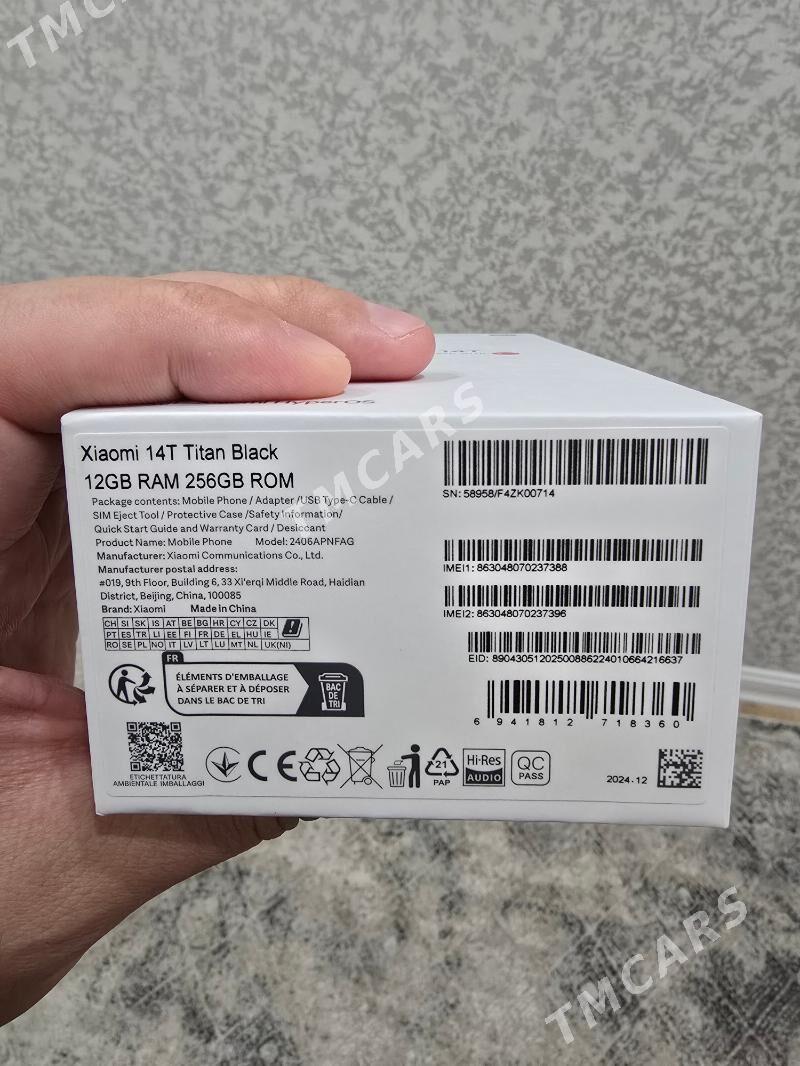 TMCARS
14T
HyperOS
Xiaomi 14T Titan Black
12GB RAM 256GB ROM
Package contents: Mobile Phone / Adapter /USB Type-C Cable /
SIM Eject Tool / Protective Case /Safety Information/
Quick Start Guide and Warranty Card / Desiccant
Product Name: Mobile Phone Model: 2406APNFAG
Manufacturer: Xiaomi Communications Co., Ltd.
Manufacturer postal address:
#019, 9th Floor, Building 6, 33 Xi'erqi Middle Road, Haidian
District, Beijing, China, 100085
Brand: Xiaomi Made in China
CH SI SK IS AT BE BG HR CY CZ DK
PT ES TR LI EE FI FR DE EL HU IE
RO SE PL NO IT LV LT LU MT NL UK(NI)
FR
ÉLÉMENTS D'EMBALLAGE
À SÉPARER ET À DÉPOSER
DANS LE BAC DE TRI
BAC
DE
TRI
ETICHETTATURA
AMBIENTALE IMBALLAGGI
CE
21
PAP
Hi-Res
AUDIO
QC
PASS
SN: 58958/F4ZK00714
IMEI1: 863048070237388
IMEI2: 863048070237396
EID: 89043051202500886224010664216637
6 941812 718360
2024.12
TMCARS
TMCARS